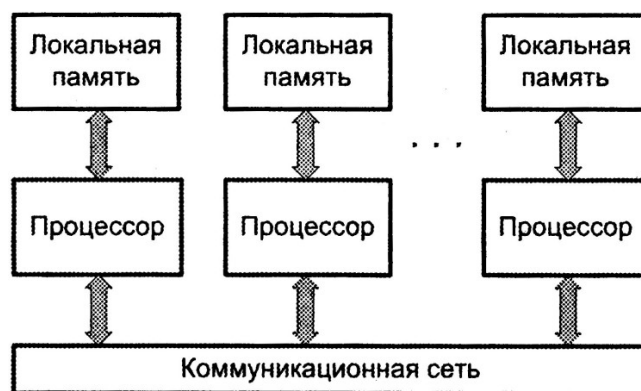 Локальная
память
Локальная
память
Локальная
память
. . .
Процессор
Процессор
Процессор
Коммуникационная сеть